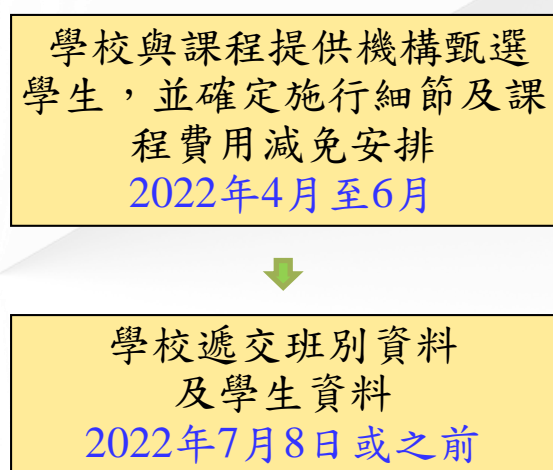 學校與課程提供機構甄選
學生，並確定施行細節及課
程費用減免安排
2022年4月至6月
學校遞交班別資料
及學生資料
2022年7月8日或之前